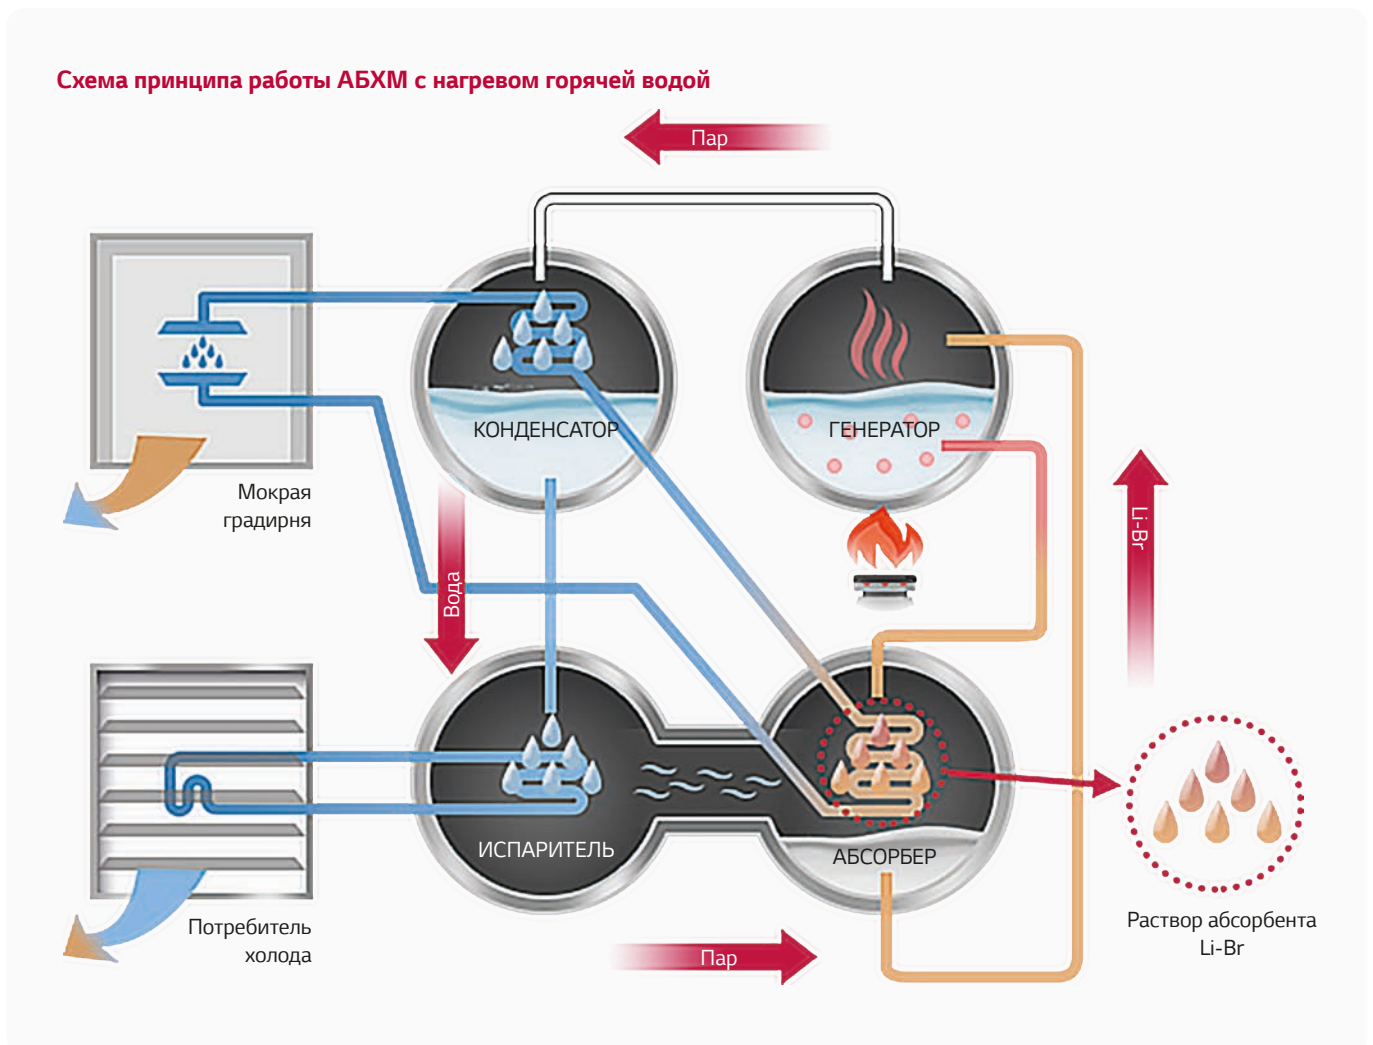 Схема принципа работы АБХМ с нагревом горячей водой
Пар
КОНДЕНСАТОР
ГЕНЕРАТОР
Мокрая
градирня
Вода
Li-Br
ИСПАРИТЕЛЬ
АБСОРБЕР
Потребитель
холода
Пар
Раствор абсорбента
Li-Br